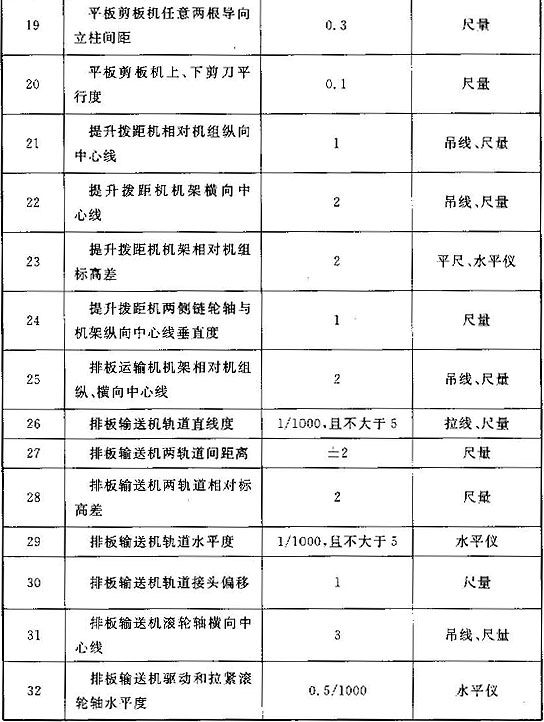 19 平板剪板机任意两根导向 0.3 尺量
立柱间距
20 平板剪板机上、下剪刀平 0.1 尺量
行度
21 提升拨距机相对机组纵向 1 吊线、尺量
中心线
22 提升拨距机机架横向中 2 吊线、尺量
心线
23 提升拨距机机架相对机组 2 平尺、水平仪
标高差
24 提升拨距机两侧链轮轴与 1 尺量
机架纵向中心线垂直度
25 排板运输机机架相对机组 2 吊线、尺量
纵、横向中心线
26 排板输送机轨道直线度 1/1000,且不大于5 拉线、尺量
27 排板输送机两轨道间距离 ±2 尺量
28 排板输送机两轨道相对标 2 尺量
高差
29 排板输送机轨道水平度 1/1000,且不大于5 水平仪
30 排板输送机轨道接头偏移 1 尺量
31 排板输送机滚轮轴横向中 3 吊线、尺量
心线
32 排板输送机驱动和拉紧滚 0.5/1000 水平仪
轮轴水平度